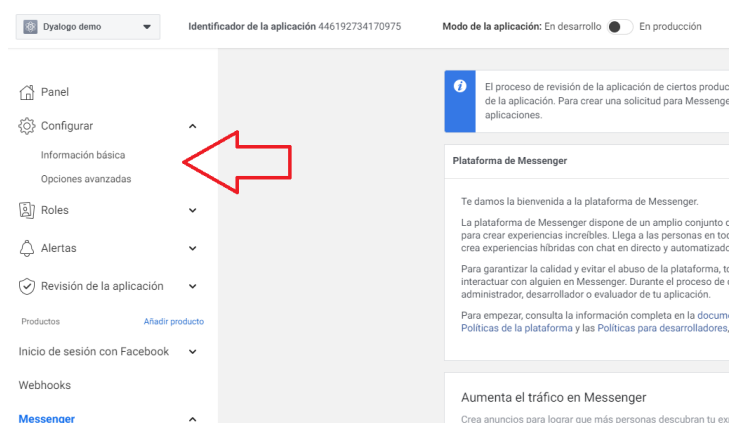 Dyalogo demo
Identificador de la aplicación 446192734170975
Modo de la aplicación: En desarrollo
En producción
Panel
Configurar
Información básica
Opciones avanzadas
Roles
Alertas
Revisión de la aplicación
Productos
Añadir producto
Inicio de sesión con Facebook
Webhooks
Messenger
El proceso de revisión de la aplicación de ciertos produc
de la aplicación. Para crear una solicitud para Messenge
aplicaciones.
Plataforma de Messenger
Te damos la bienvenida a la plataforma de Messenger.
La plataforma de Messenger dispone de un amplio conjunto
para crear experiencias increíbles. Llega a las personas en to
crea experiencias híbridas con chat en directo y automatizado
Para garantizar la calidad y evitar el abuso de la plataforma, to
interactuar con alguien en Messenger. Durante el proceso de
administrador, desarrollador o evaluador de tu aplicación.
Para empezar, consulta la información completa en la docum
Políticas de la plataforma y las Políticas para desarrolladores,
Aumenta el tráfico en Messenger
Crea anuncios para lograr que más personas descubran tu ex